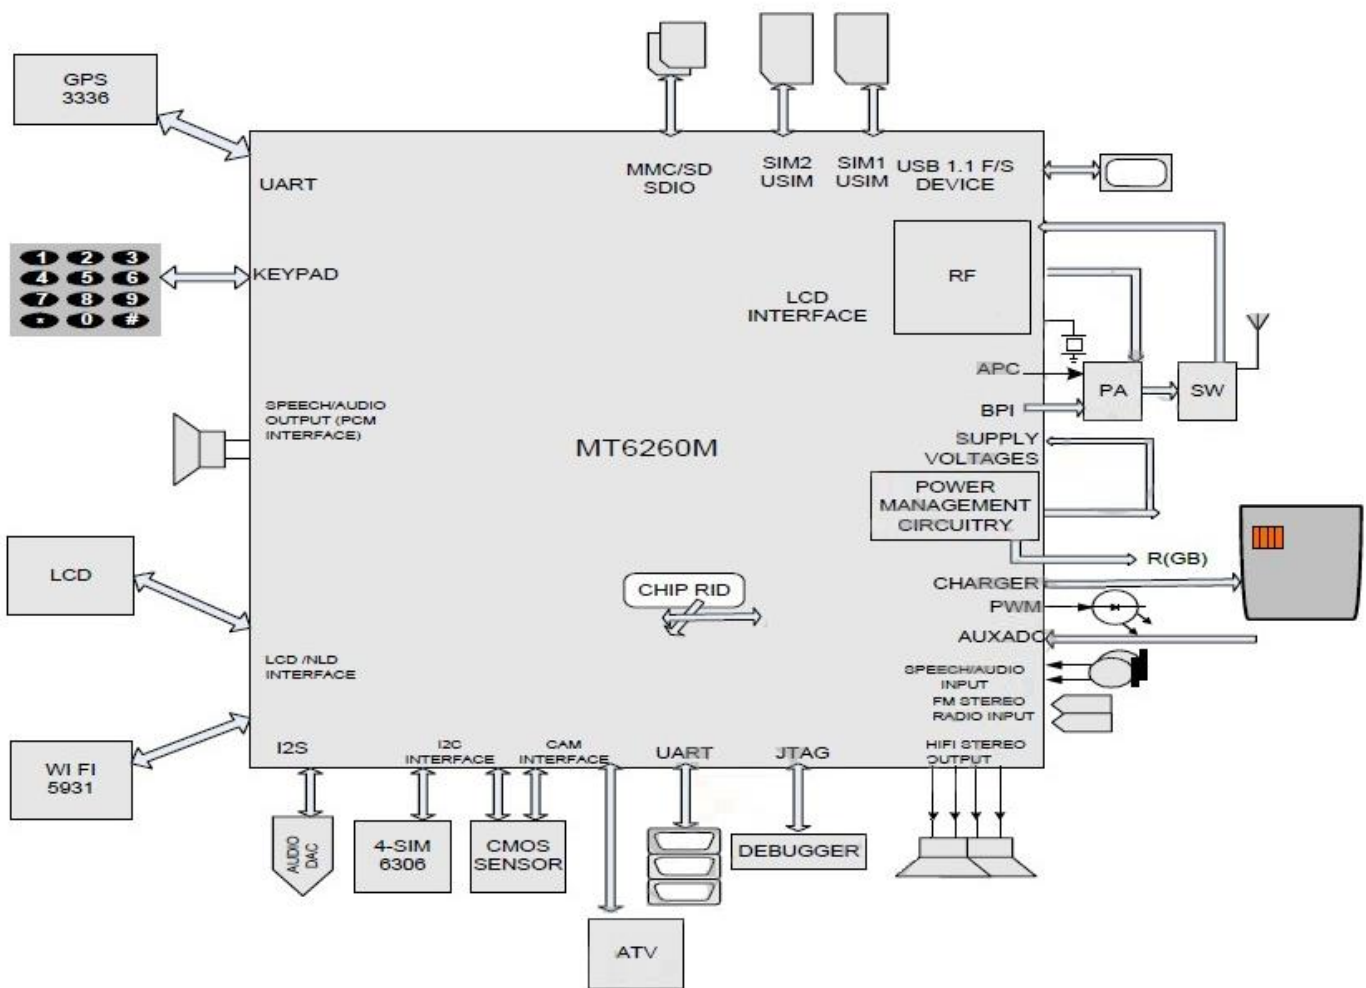 GPS
3336
UART
MMC/SD
SDIO
SIM2
USIM
SIM1
USIM
USB 1.1 F/S
DEVICE
1 2 3
4 5 6
7 8 9
* 0 #
KEYPAD
RF
LCD
INTERFACE
APC
PA
SW
BPI
SPEECH/AUDIO
OUTPUT (PCM
INTERFACE)
MT6260M
SUPPLY
VOLTAGES
POWER
MANAGEMENT
CIRCUITRY
R(GB)
LCD
CHIP RID
CHARGER
PWM
AUXADC
LCD /NLD
INTERFACE
SPEECH/AUDIO
INPUT
FM STEREO
RADIO INPUT
WI FI
5931
I2S
I2C
INTERFACE
CAM
INTERFACE
UART
JTAG
HIFI STEREO
OUTPUT
AUDIO
DAC
4-SIM
6306
CMOS
SENSOR
DEBUGGER
ATV